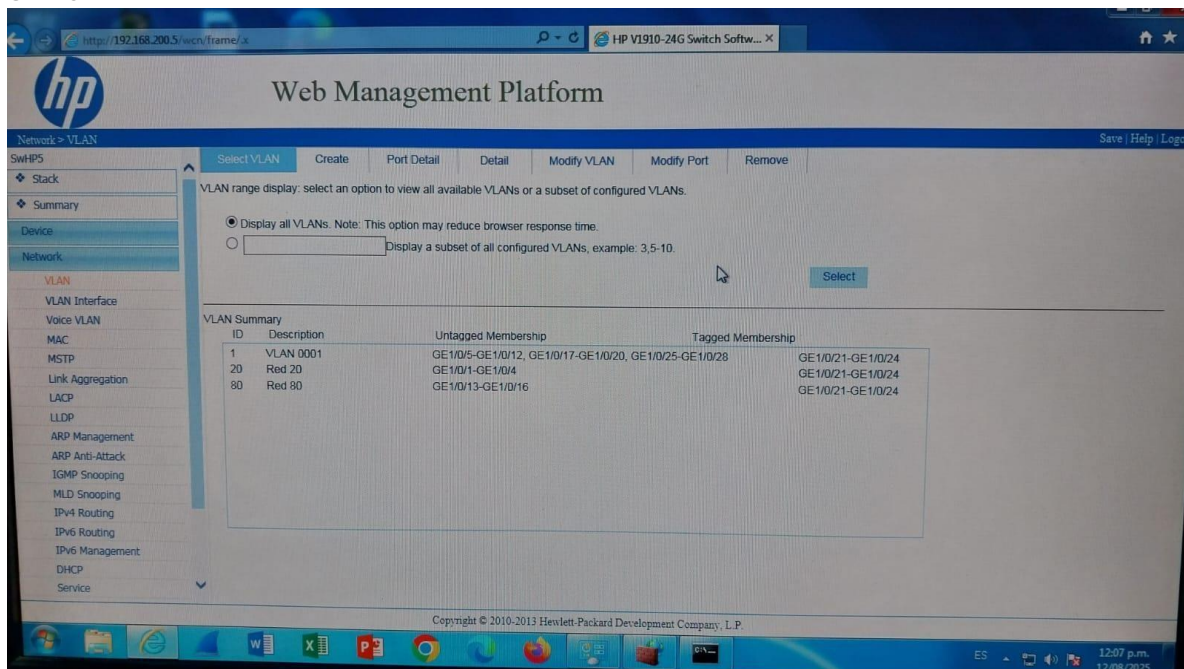 http://192.168.200.5/wcn/frame/.x
HP V1910-24G Switch Softw... ×
hp
Web Management Platform
Network > VLAN
Save | Help | Logo
SwHP5
Stack
Summary
Device
Network
VLAN
VLAN Interface
Voice VLAN
MAC
MSTP
Link Aggregation
LACP
LLDP
ARP Management
ARP Anti-Attack
IGMP Snooping
MLD Snooping
IPv4 Routing
IPv6 Routing
IPv6 Management
DHCP
Service
Select VLAN Create Port Detail Detail Modify VLAN Modify Port Remove
VLAN range display: select an option to view all available VLANs or a subset of configured VLANs.
Display all VLANs. Note: This option may reduce browser response time.
Display a subset of all configured VLANs, example: 3,5-10.
Select
VLAN Summary
ID Description Untagged Membership Tagged Membership
1 VLAN 0001 GE1/0/5-GE1/0/12, GE1/0/17-GE1/0/20, GE1/0/25-GE1/0/28 GE1/0/21-GE1/0/24
20 Red 20 GE1/0/1-GE1/0/4 GE1/0/21-GE1/0/24
80 Red 80 GE1/0/13-GE1/0/16 GE1/0/21-GE1/0/24
Copyright © 2010-2013 Hewlett-Packard Development Company, L.P.
ES
12:07 p.m.
12/08/2025